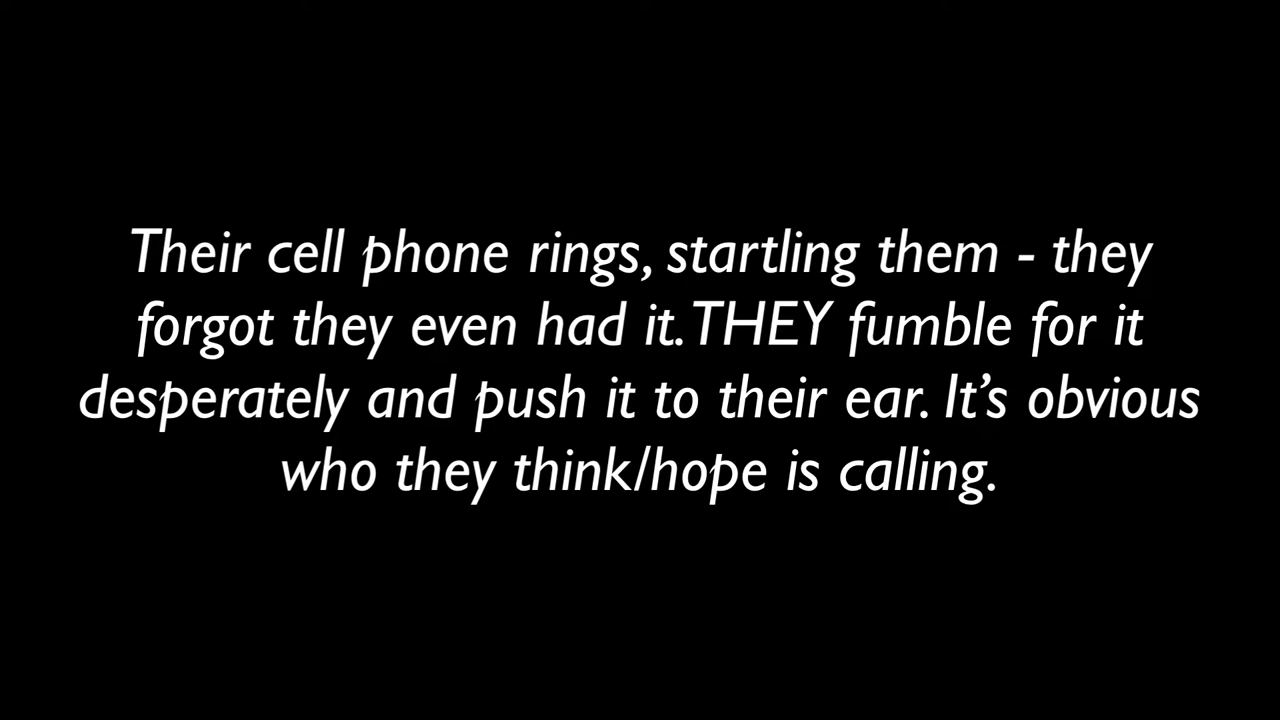 Their cell phone rings, startling them - they
forgot they even had it. THEY fumble for it
desperately and push it to their ear. It’s obvious
who they think/hope is calling.